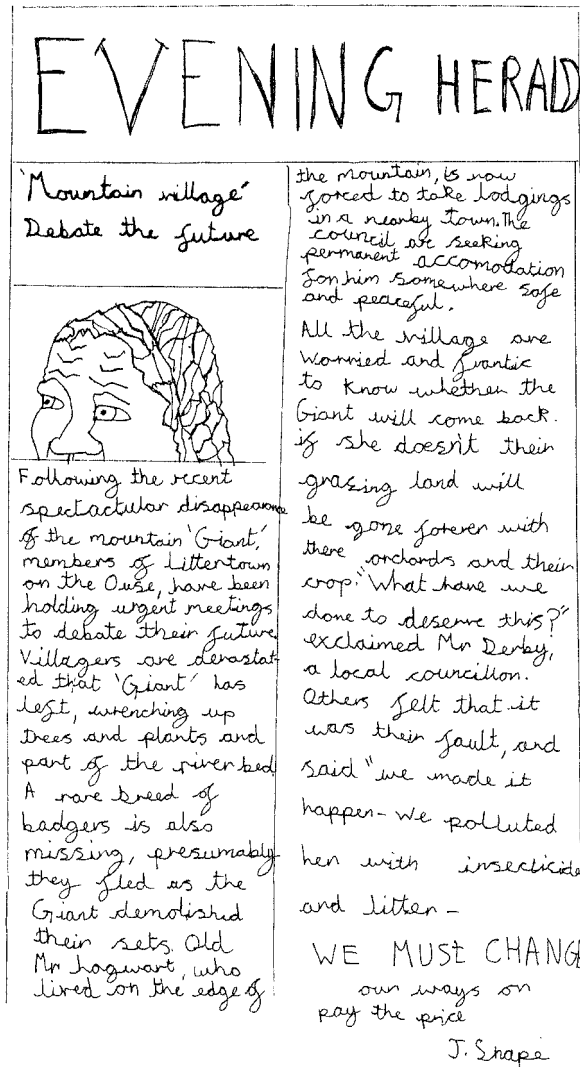 EVENING HERALD
'Mountain village'
Debate the future
Following the recent
spectactular disappearance
of the mountain 'Giant',
members of Littertown
on the Ouse, have been
holding urgent meetings
to debate their future.
Villagers are devastat-
ed that 'Giant' has
left, wrenching up
trees and plants and
part of the river bed
A rare breed of
badgers is also
missing, presumably
they fled as the
Giant demolished
their sets. Old
Mr hogwart, who
lived on the edge of
the mountain, is now
forced to take lodgings
in a nearby town. The
council are seeking
permanent accomodation
for him somewhere safe
and peaceful.
All the village are
worried and frantic
to know whether the
Giant will come back.
if she doesn't their
grasing land will
be gone forever with
there orchards and their
crop. "What have we
done to deserve this?"
exclaimed Mr Derby,
a local councillor.
Others felt that it
was their fault, and
said "we made it
happen - we polluted
her with insecticide
and litter -
WE MUST CHANGE
our ways or
pay the price
J. Snape